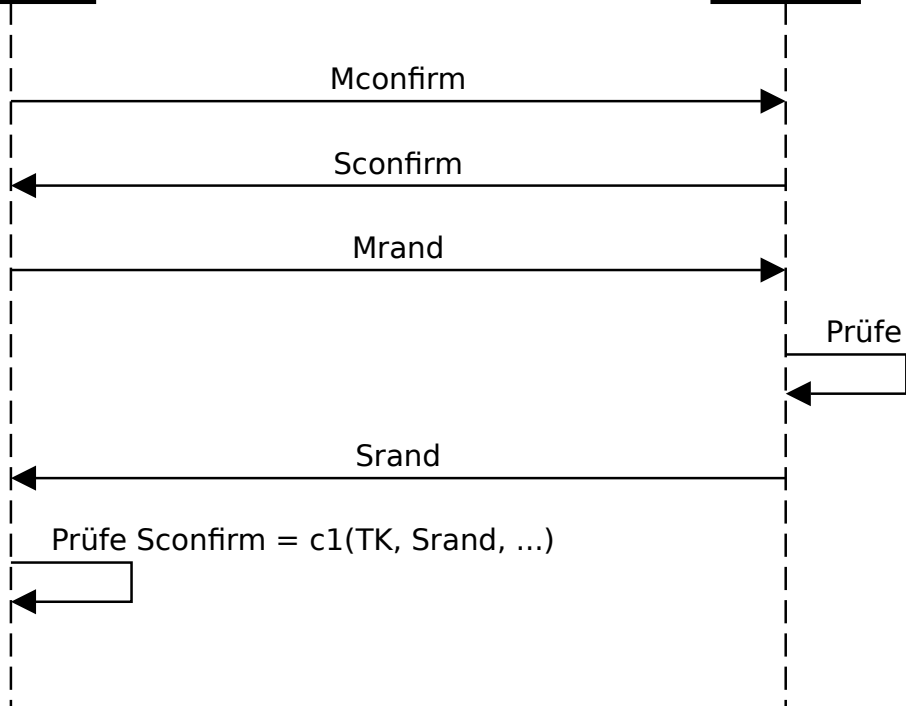 Mconfirm
Sconfirm
Mrand
Prüfe
Srand
Prüfe Sconfirm = c1(TK, Srand, ...)